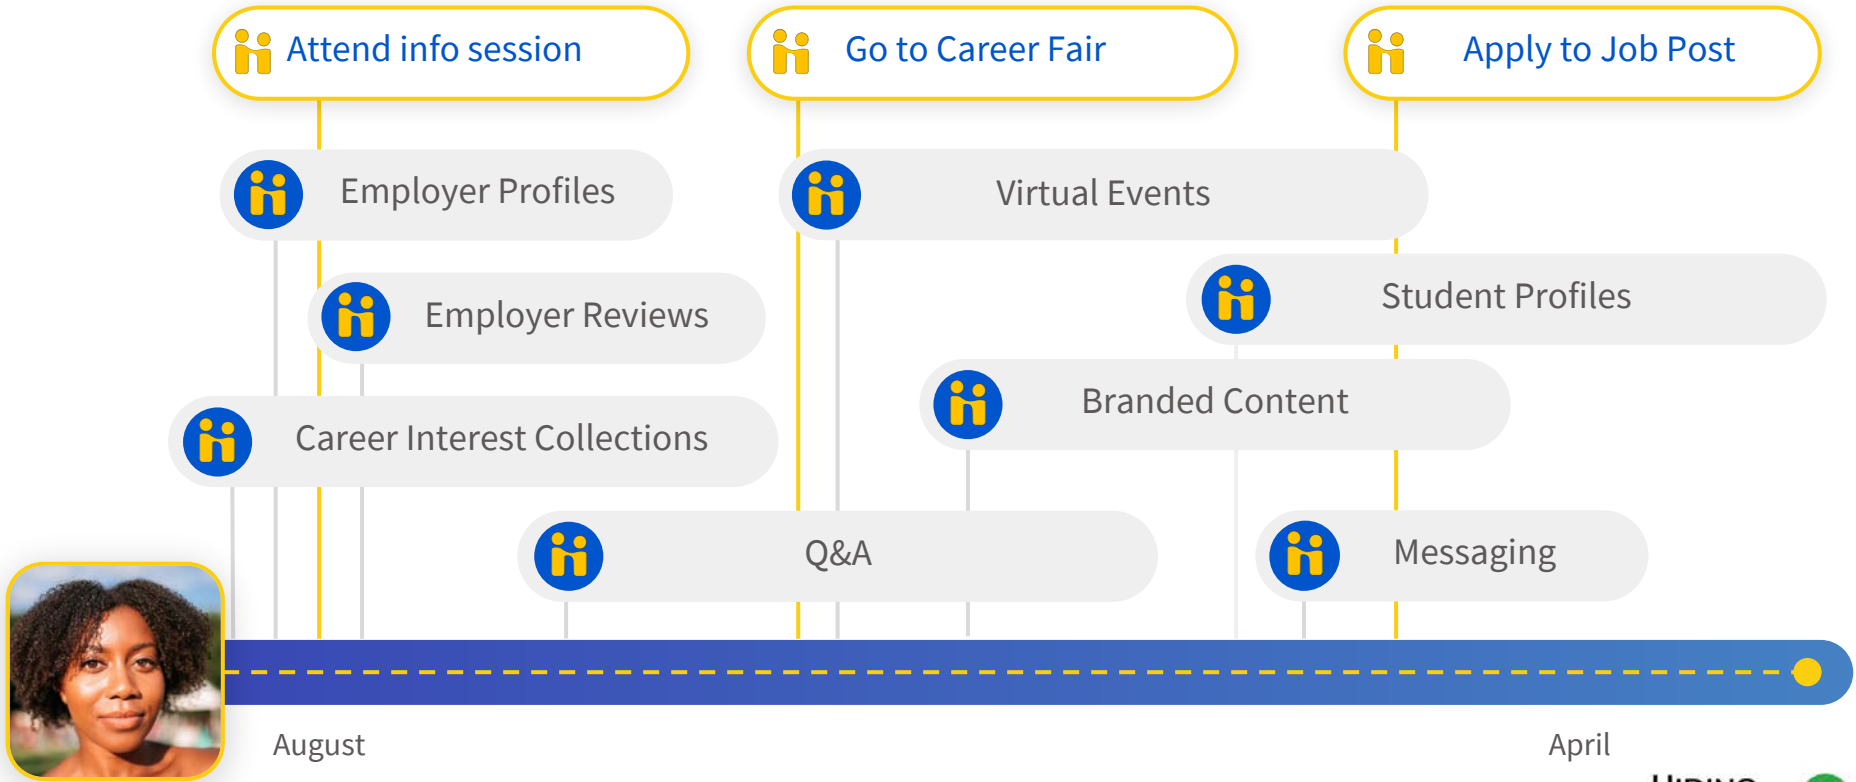 Attend info session
Go to Career Fair
Apply to Job Post
Employer Profiles
Virtual Events
Student Profiles
Employer Reviews
Branded Content
Career Interest Collections
Q&A
Messaging
August
April